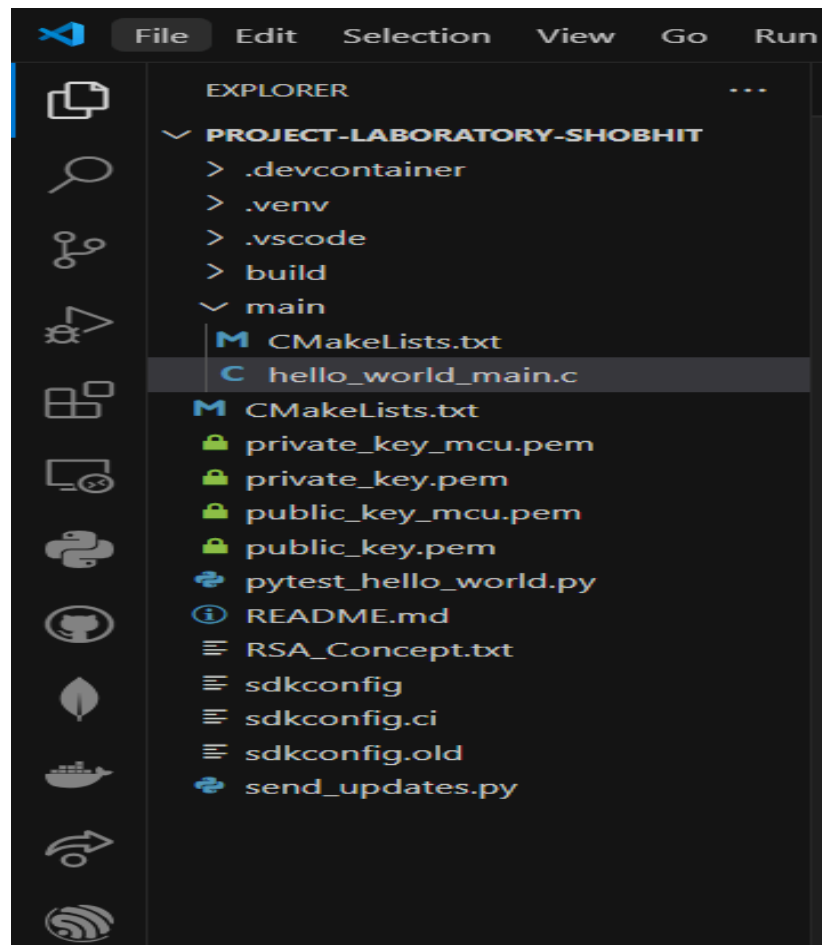 File Edit Selection View Go Run
EXPLORER ...
PROJECT-LABORATORY-SHOBHIT
.devcontainer
.venv
.vscode
build
main
M CMakeLists.txt
C hello_world_main.c
M CMakeLists.txt
private_key_mcu.pem
private_key.pem
public_key_mcu.pem
public_key.pem
pytest_hello_world.py
README.md
RSA_Concept.txt
sdkconfig
sdkconfig.ci
sdkconfig.old
send_updates.py